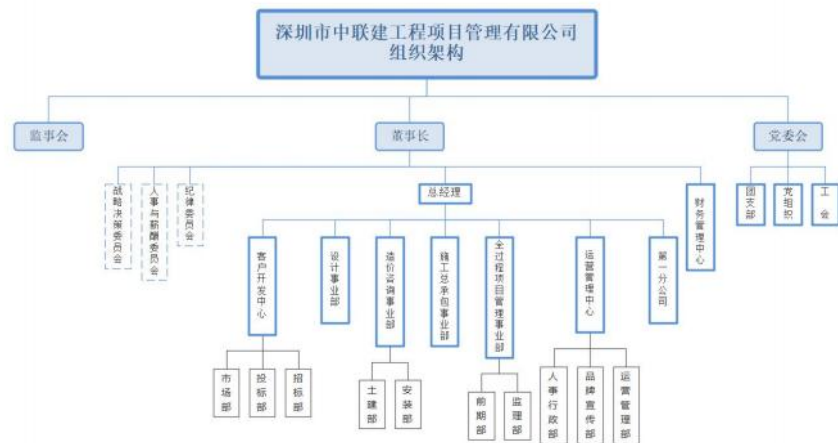 深圳市中联建工程项目管理有限公司
组织架构
监事会
董事长
党委会
战略决策委员会
人事与薪酬委员会
纪律委员会
总经理
财务管理中心
团支部
党组织
工会
客户开发中心
设计事业部
造价咨询事业部
施工总承包事业部
全过程项目管理事业部
运营管理中心
第一分公司
市场部
投标部
招标部
土建部
安装部
前期部
监理部
人事行政部
品牌宣传部
运营管理部